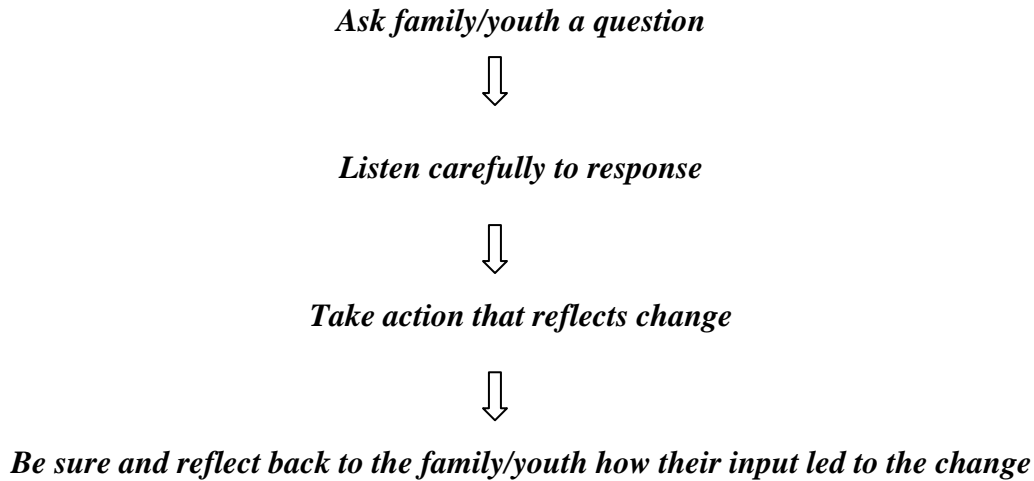 Ask family/youth a question
Listen carefully to response
Take action that reflects change
Be sure and reflect back to the family/youth how their input led to the change